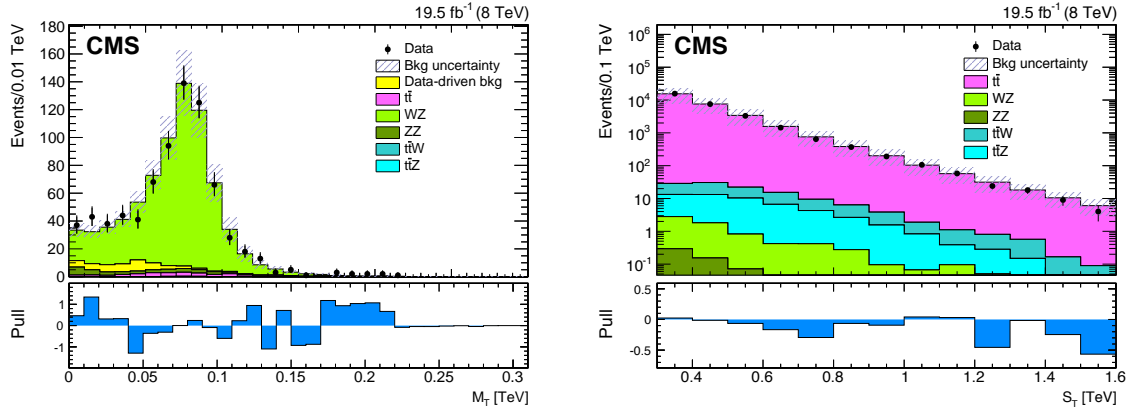 19.5 fb⁻¹ (8 TeV)
CMS
Events/0.01 TeV
180
160
140
120
100
80
60
40
20
0
Data
Bkg uncertainty
Data-driven bkg
tt̄
WZ
ZZ
tt̄W
tt̄Z
Pull
1
0
-1
0 0.05 0.1 0.15 0.2 0.25 0.3
M_T [TeV]
19.5 fb⁻¹ (8 TeV)
CMS
Events/0.1 TeV
10⁶
10⁵
10⁴
10³
10²
10
1
10⁻¹
Data
Bkg uncertainty
tt̄
WZ
ZZ
tt̄W
tt̄Z
Pull
0.5
0
-0.5
0.4 0.6 0.8 1 1.2 1.4 1.6
S_T [TeV]